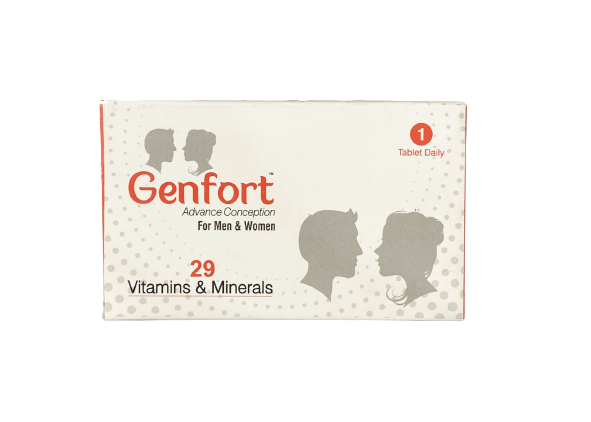 1
Tablet Daily
Genfort™
Advance Conception
For Men & Women
29
Vitamins & Minerals